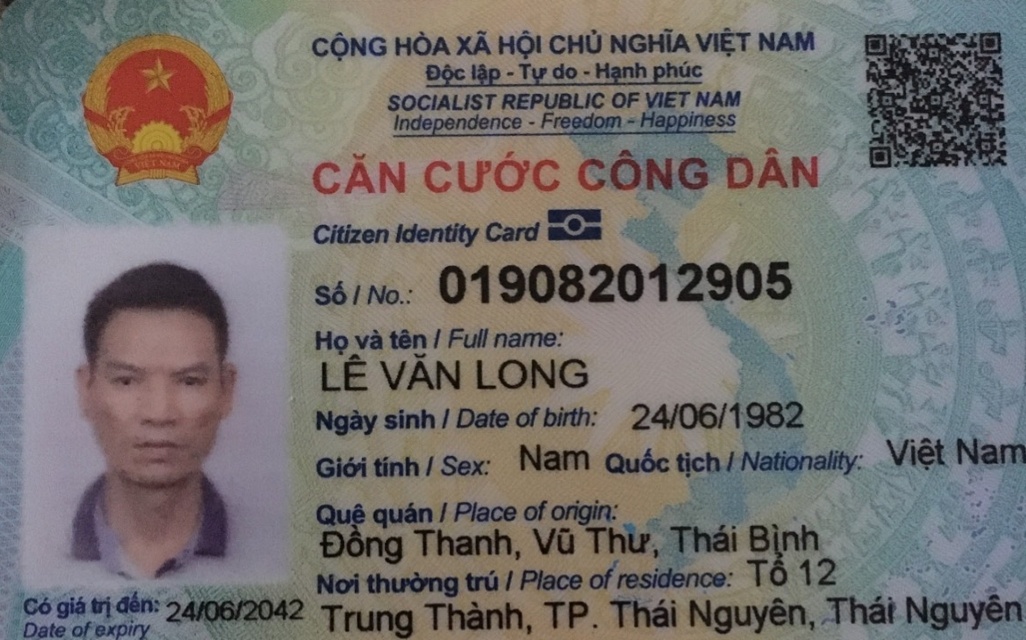 CỘNG HÒA XÃ HỘI CHỦ NGHĨA VIỆT NAM
Độc lập - Tự do - Hạnh phúc
SOCIALIST REPUBLIC OF VIET NAM
Independence - Freedom - Happiness
VIỆT NAM
CĂN CƯỚC CÔNG DÂN
Citizen Identity Card
Số / No.: 019082012905
Họ và tên / Full name:
LÊ VĂN LONG
Ngày sinh / Date of birth: 24/06/1982
Giới tính / Sex: Nam Quốc tịch / Nationality: Việt Nam
Quê quán / Place of origin:
Đồng Thanh, Vũ Thư, Thái Bình
Nơi thường trú / Place of residence: Tổ 12
Trung Thành, TP. Thái Nguyên, Thái Nguyên
Có giá trị đến: 24/06/2042
Date of expiry